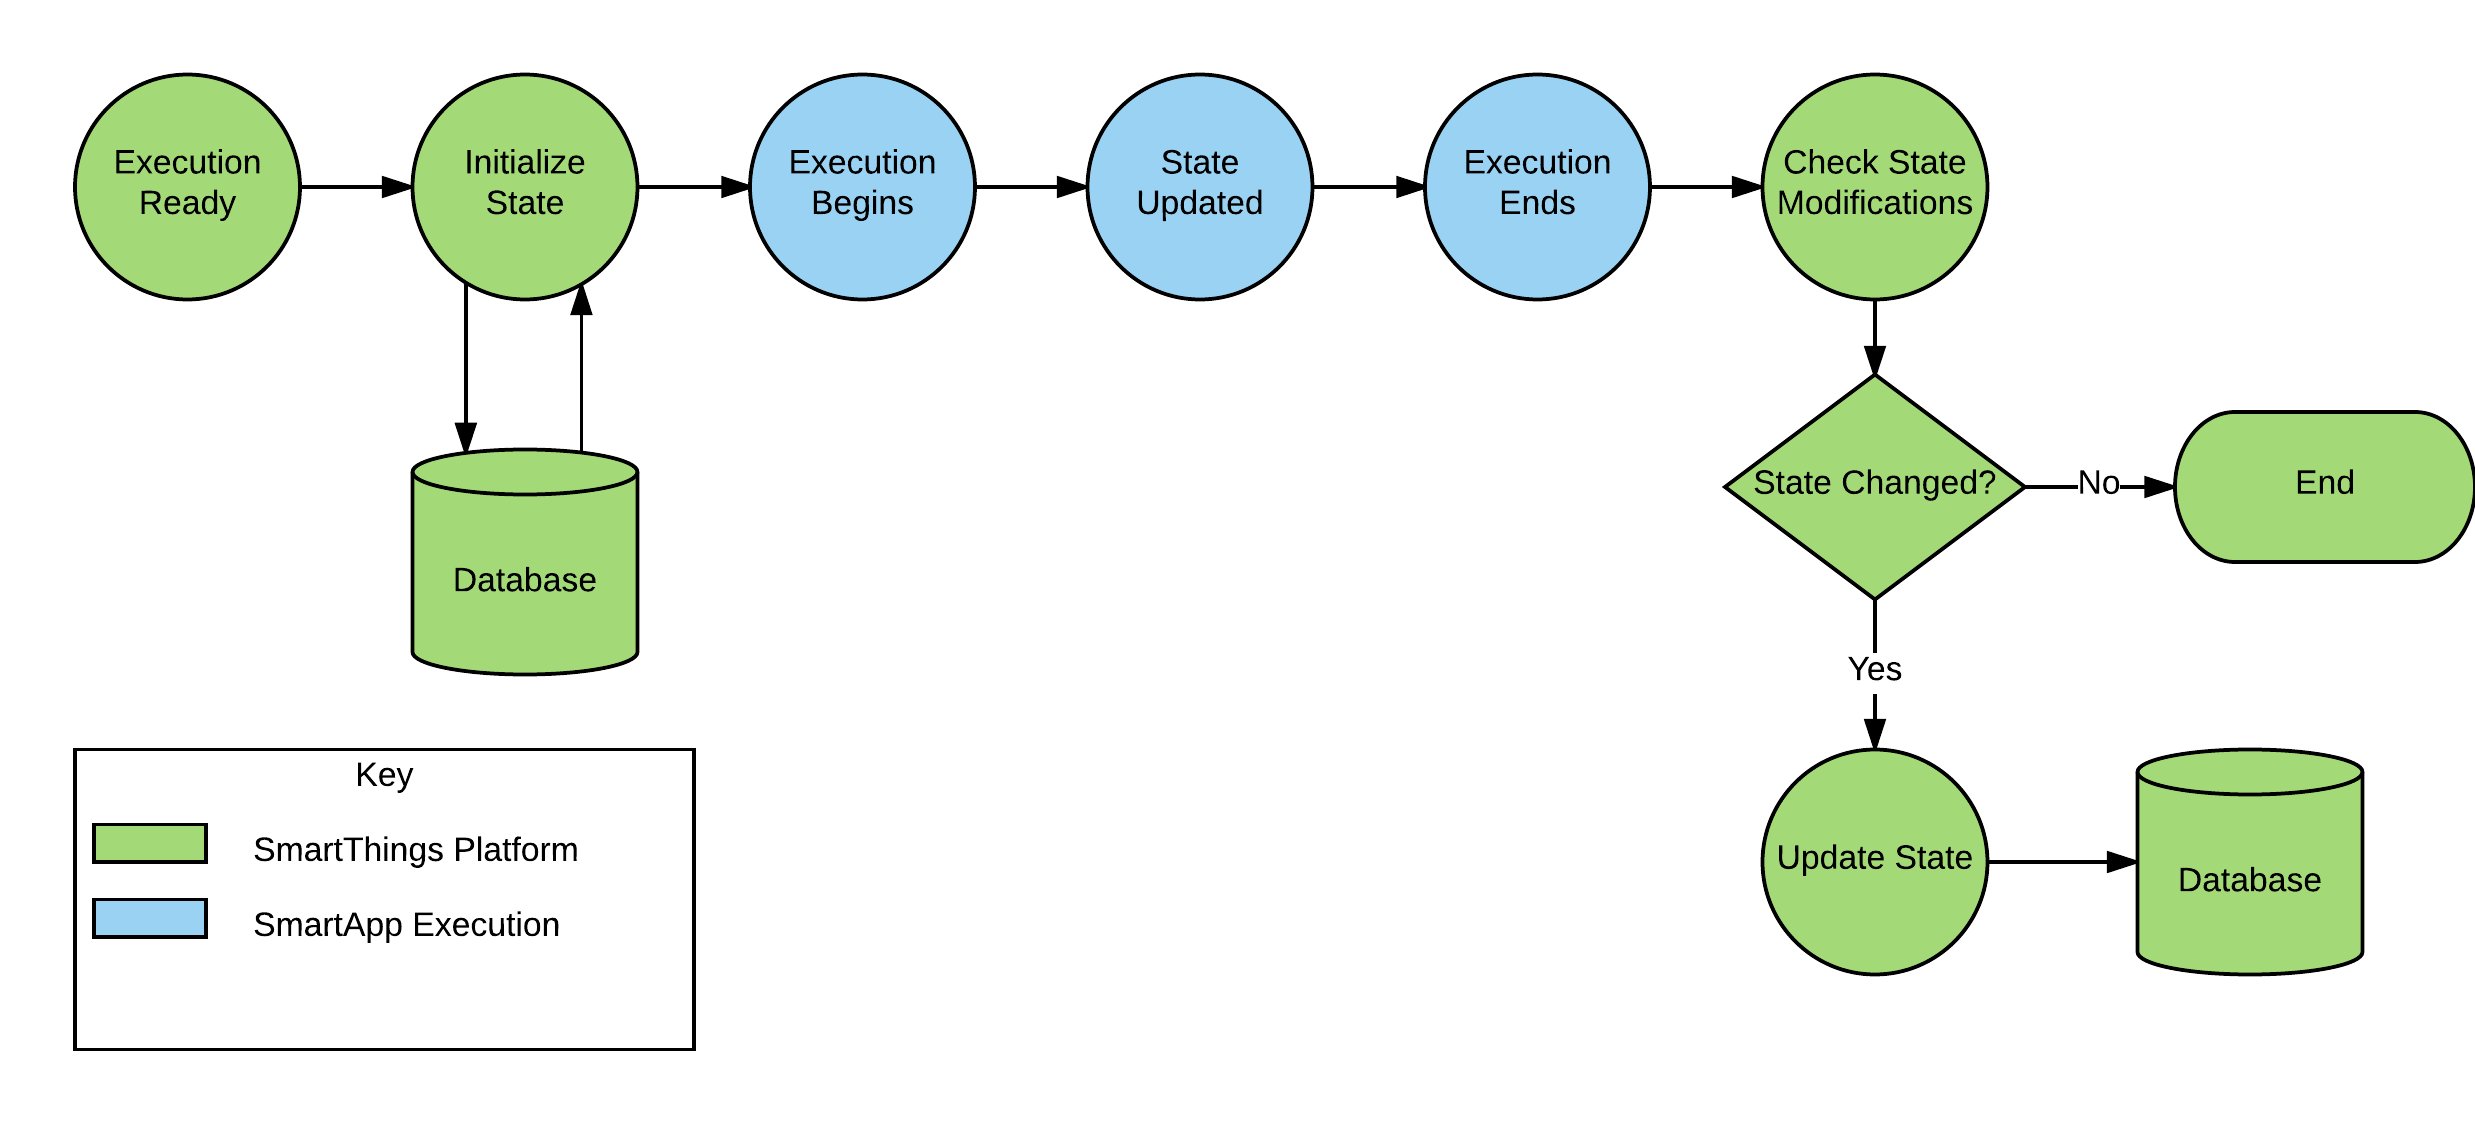 Execution
Ready
Initialize
State
Execution
Begins
State
Updated
Execution
Ends
Check State
Modifications
State Changed?
No
End
Database
Yes
Update State
Database
Key
SmartThings Platform
SmartApp Execution